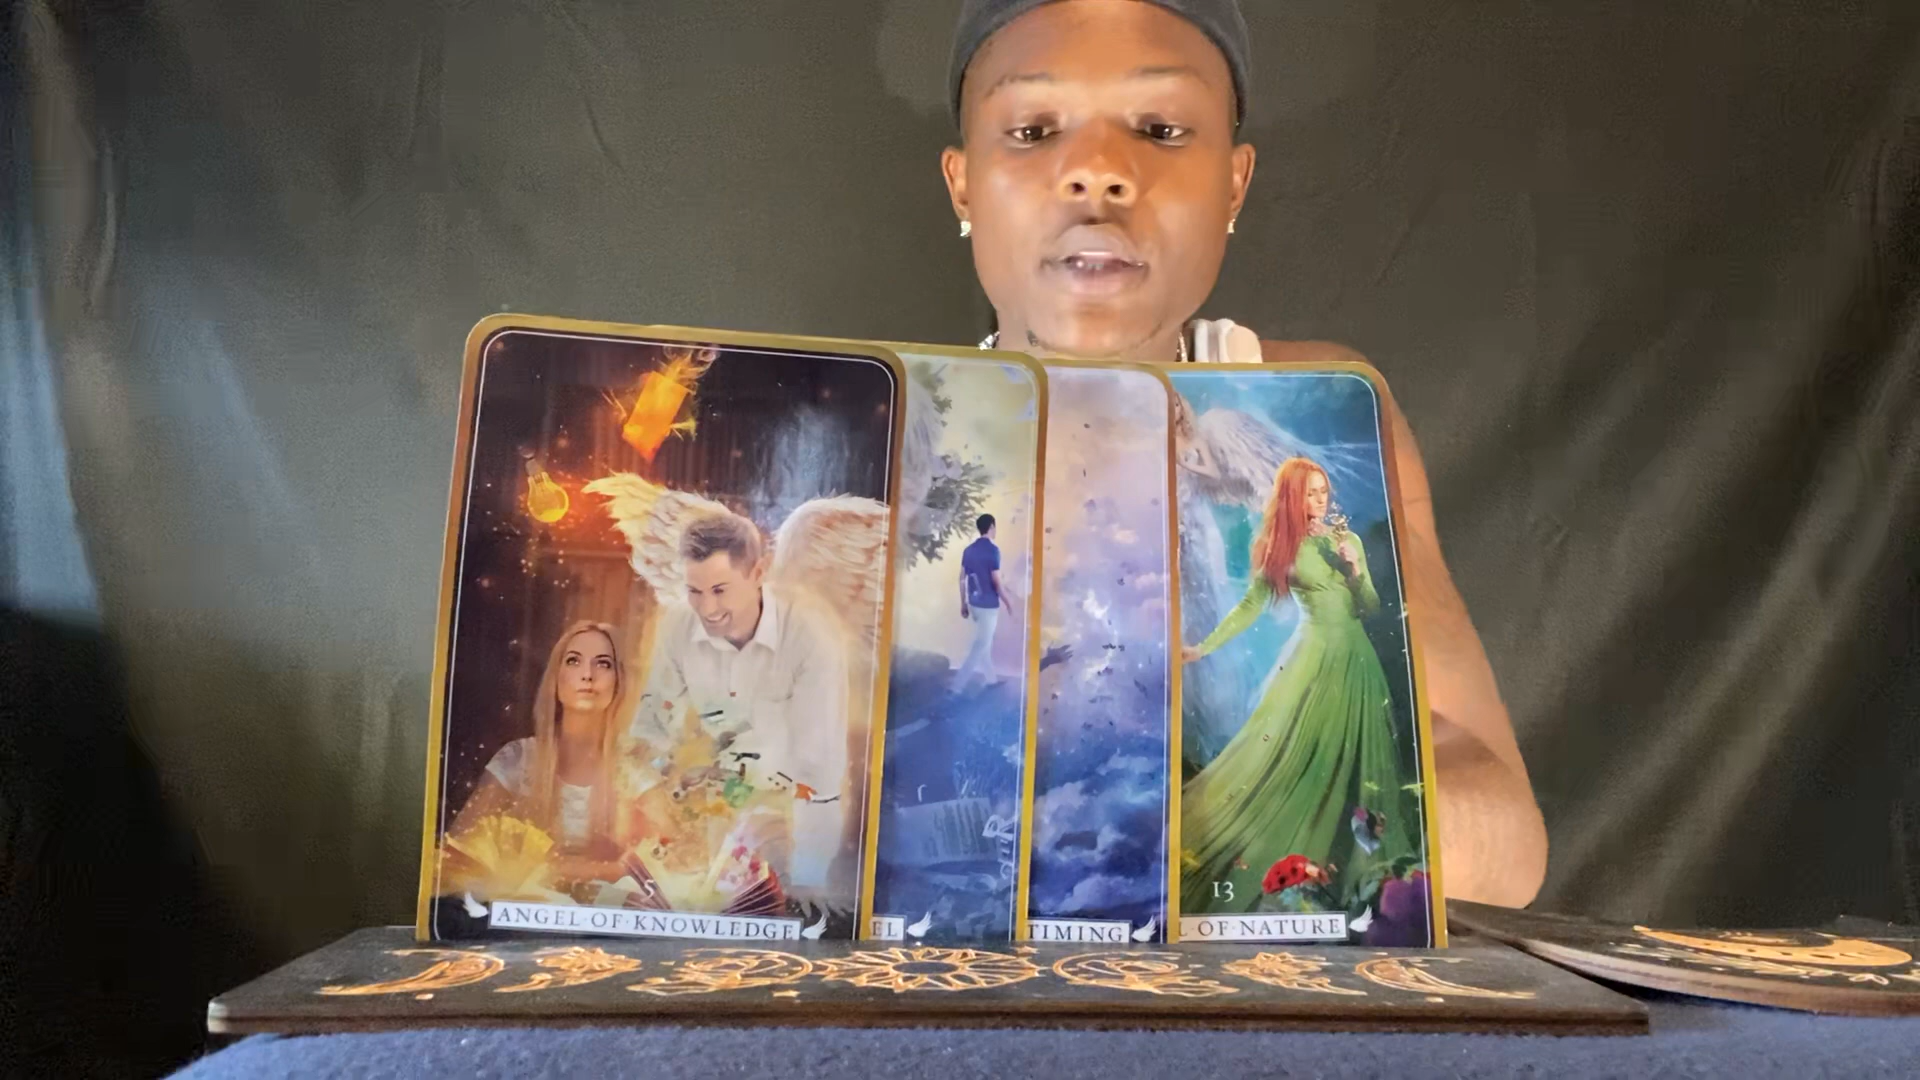 5
ANGEL·OF·KNOWLEDGE
EL
TIMING
13
L·OF·NATURE